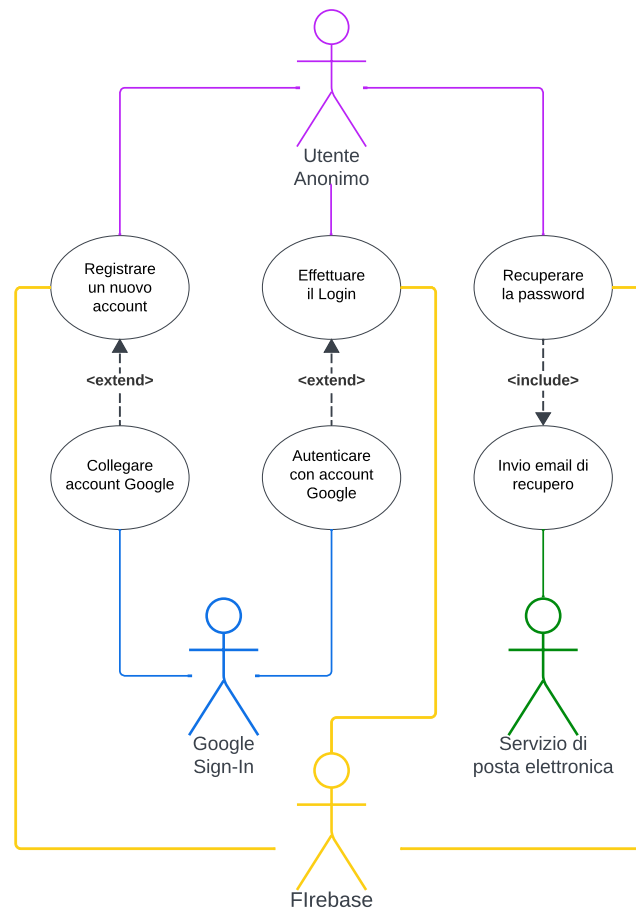 Utente
Anonimo
Registrare
un nuovo
account
Effettuare
il Login
Recuperare
la password
<extend>
<extend>
<include>
Collegare
account Google
Autenticare
con account
Google
Invio email di
recupero
Google
Sign-In
Servizio di
posta elettronica
FIrebase